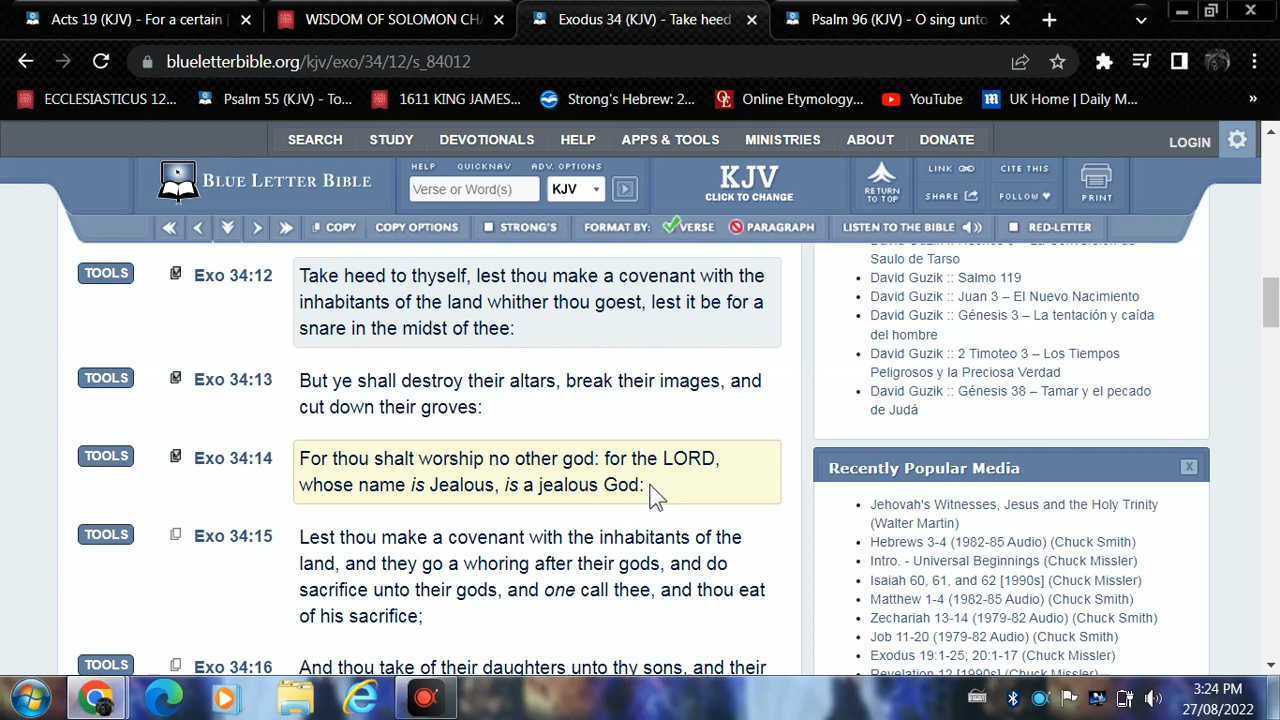 Acts 19 (KJV) - For a certain
WISDOM OF SOLOMON CHA
Exodus 34 (KJV) - Take heed
Psalm 96 (KJV) - O sing unto
blueletterbible.org/kjv/exo/34/12/s_84012
ECCLESIASTICUS 12...
Psalm 55 (KJV) - To...
1611 KING JAMES...
Strong's Hebrew: 2...
Online Etymology...
YouTube
UK Home | Daily M...
»
SEARCH STUDY DEVOTIONALS HELP APPS & TOOLS MINISTRIES ABOUT DONATE
LOGIN
BLUE LETTER BIBLE
HELP QUICKNAV ADV. OPTIONS
Verse or Word(s)
KJV
KJV
CLICK TO CHANGE
RETURN
TO TOP
LINK
CITE THIS
SHARE
FOLLOW
PRINT
COPY COPY OPTIONS STRONG'S FORMAT BY: VERSE PARAGRAPH LISTEN TO THE BIBLE RED-LETTER
TOOLS Exo 34:12
Take heed to thyself, lest thou make a covenant with the
inhabitants of the land whither thou goest, lest it be for a
snare in the midst of thee:
TOOLS Exo 34:13
But ye shall destroy their altars, break their images, and
cut down their groves:
TOOLS Exo 34:14
For thou shalt worship no other god: for the LORD,
whose name is Jealous, is a jealous God:
TOOLS Exo 34:15
Lest thou make a covenant with the inhabitants of the
land, and they go a whoring after their gods, and do
sacrifice unto their gods, and one call thee, and thou eat
of his sacrifice;
TOOLS Exo 34:16
And thou take of their daughters unto thy sons, and their
Saulo de Tarso
David Guzik :: Salmo 119
David Guzik :: Juan 3 – El Nuevo Nacimiento
David Guzik :: Génesis 3 – La tentación y caída
del hombre
David Guzik :: 2 Timoteo 3 – Los Tiempos
Peligrosos y la Preciosa Verdad
David Guzik :: Génesis 38 – Tamar y el pecado
de Judá
Recently Popular Media
X
Jehovah's Witnesses, Jesus and the Holy Trinity
(Walter Martin)
Hebrews 3-4 (1982-85 Audio) (Chuck Smith)
Intro. - Universal Beginnings (Chuck Missler)
Isaiah 60, 61, and 62 [1990s] (Chuck Missler)
Matthew 1-4 (1982-85 Audio) (Chuck Smith)
Zechariah 13-14 (1979-82 Audio) (Chuck Smith)
Job 11-20 (1979-82 Audio) (Chuck Smith)
Exodus 19:1-25; 20:1-17 (Chuck Missler)
Revelation 12 [1990s] (Chuck Missler)
3:24 PM
27/08/2022